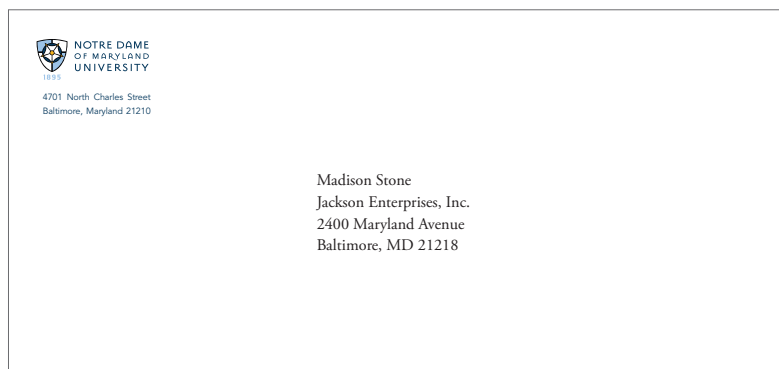 NOTRE DAME
OF MARYLAND
UNIVERSITY
1895
4701 North Charles Street
Baltimore, Maryland 21210
Madison Stone
Jackson Enterprises, Inc.
2400 Maryland Avenue
Baltimore, MD 21218